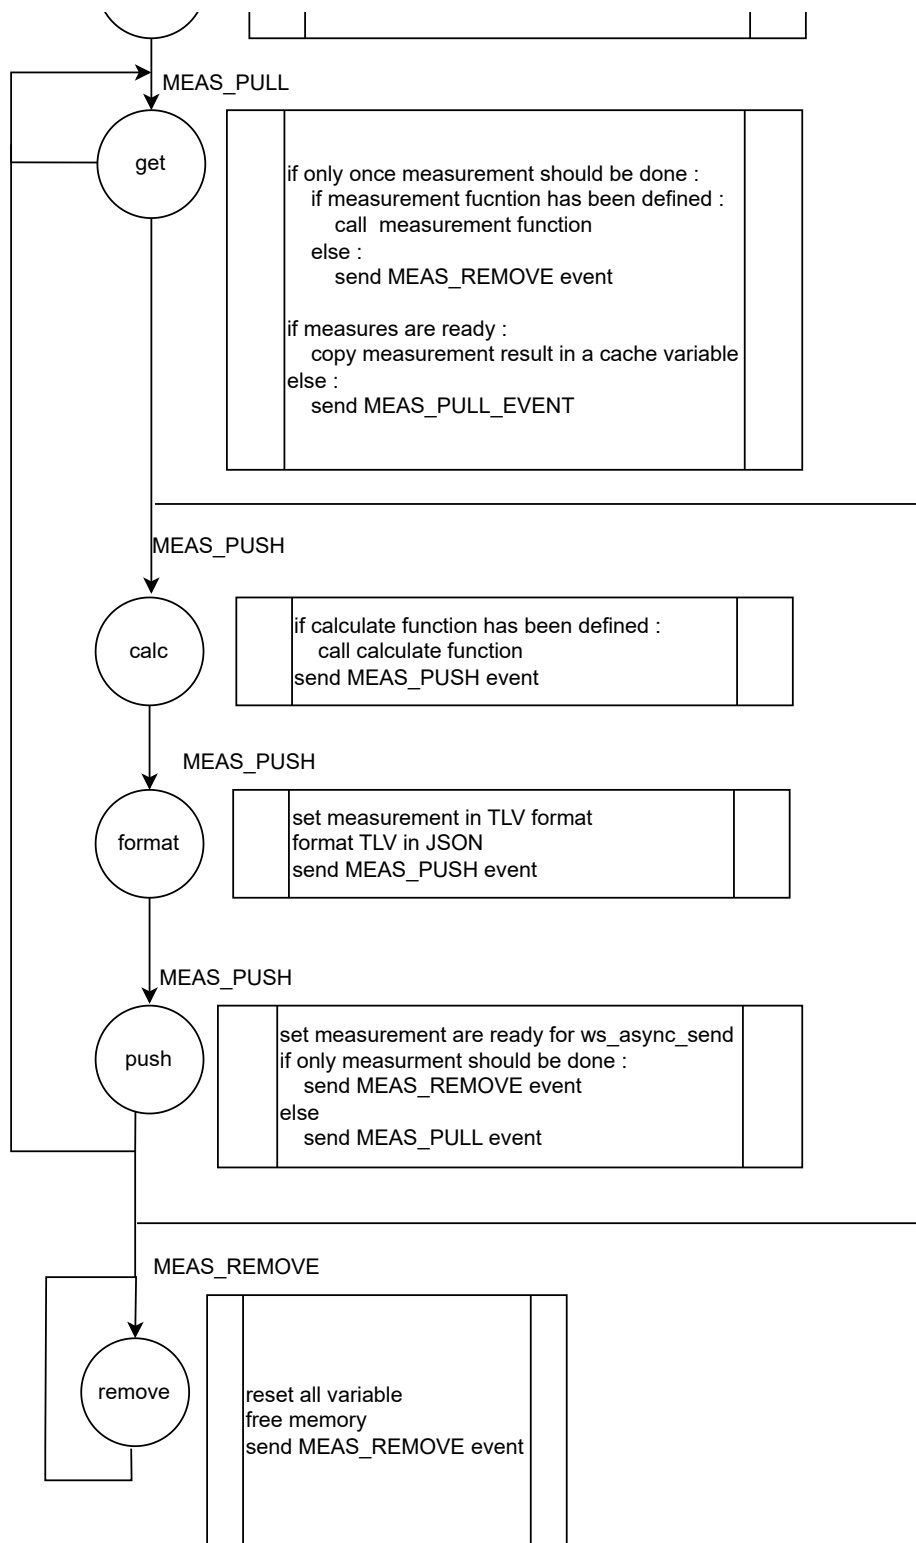 MEAS_PULL
get
if only once measurement should be done :
if measurement fucntion has been defined :
call  measurement function
else :
send MEAS_REMOVE event
if measures are ready :
copy measurement result in a cache variable
else :
send MEAS_PULL_EVENT
MEAS_PUSH
calc
if calculate function has been defined :
call calculate function
send MEAS_PUSH event
MEAS_PUSH
format
set measurement in TLV format
format TLV in JSON
send MEAS_PUSH event
MEAS_PUSH
push
set measurement are ready for ws_async_send
if only measurment should be done :
send MEAS_REMOVE event
else
send MEAS_PULL event
MEAS_REMOVE
remove
reset all variable
free memory
send MEAS_REMOVE event